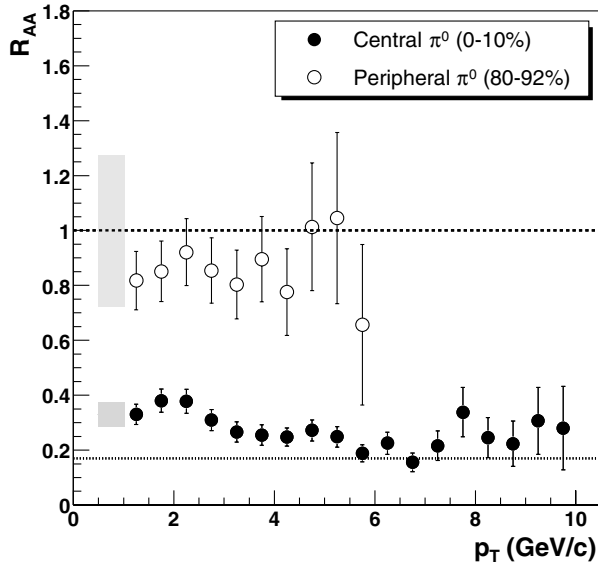 R_AA
1.8
1.6
1.4
1.2
1
0.8
0.6
0.4
0.2
0
Central π⁰ (0-10%)
Peripheral π⁰ (80-92%)
0 2 4 6 8 10
p_T (GeV/c)